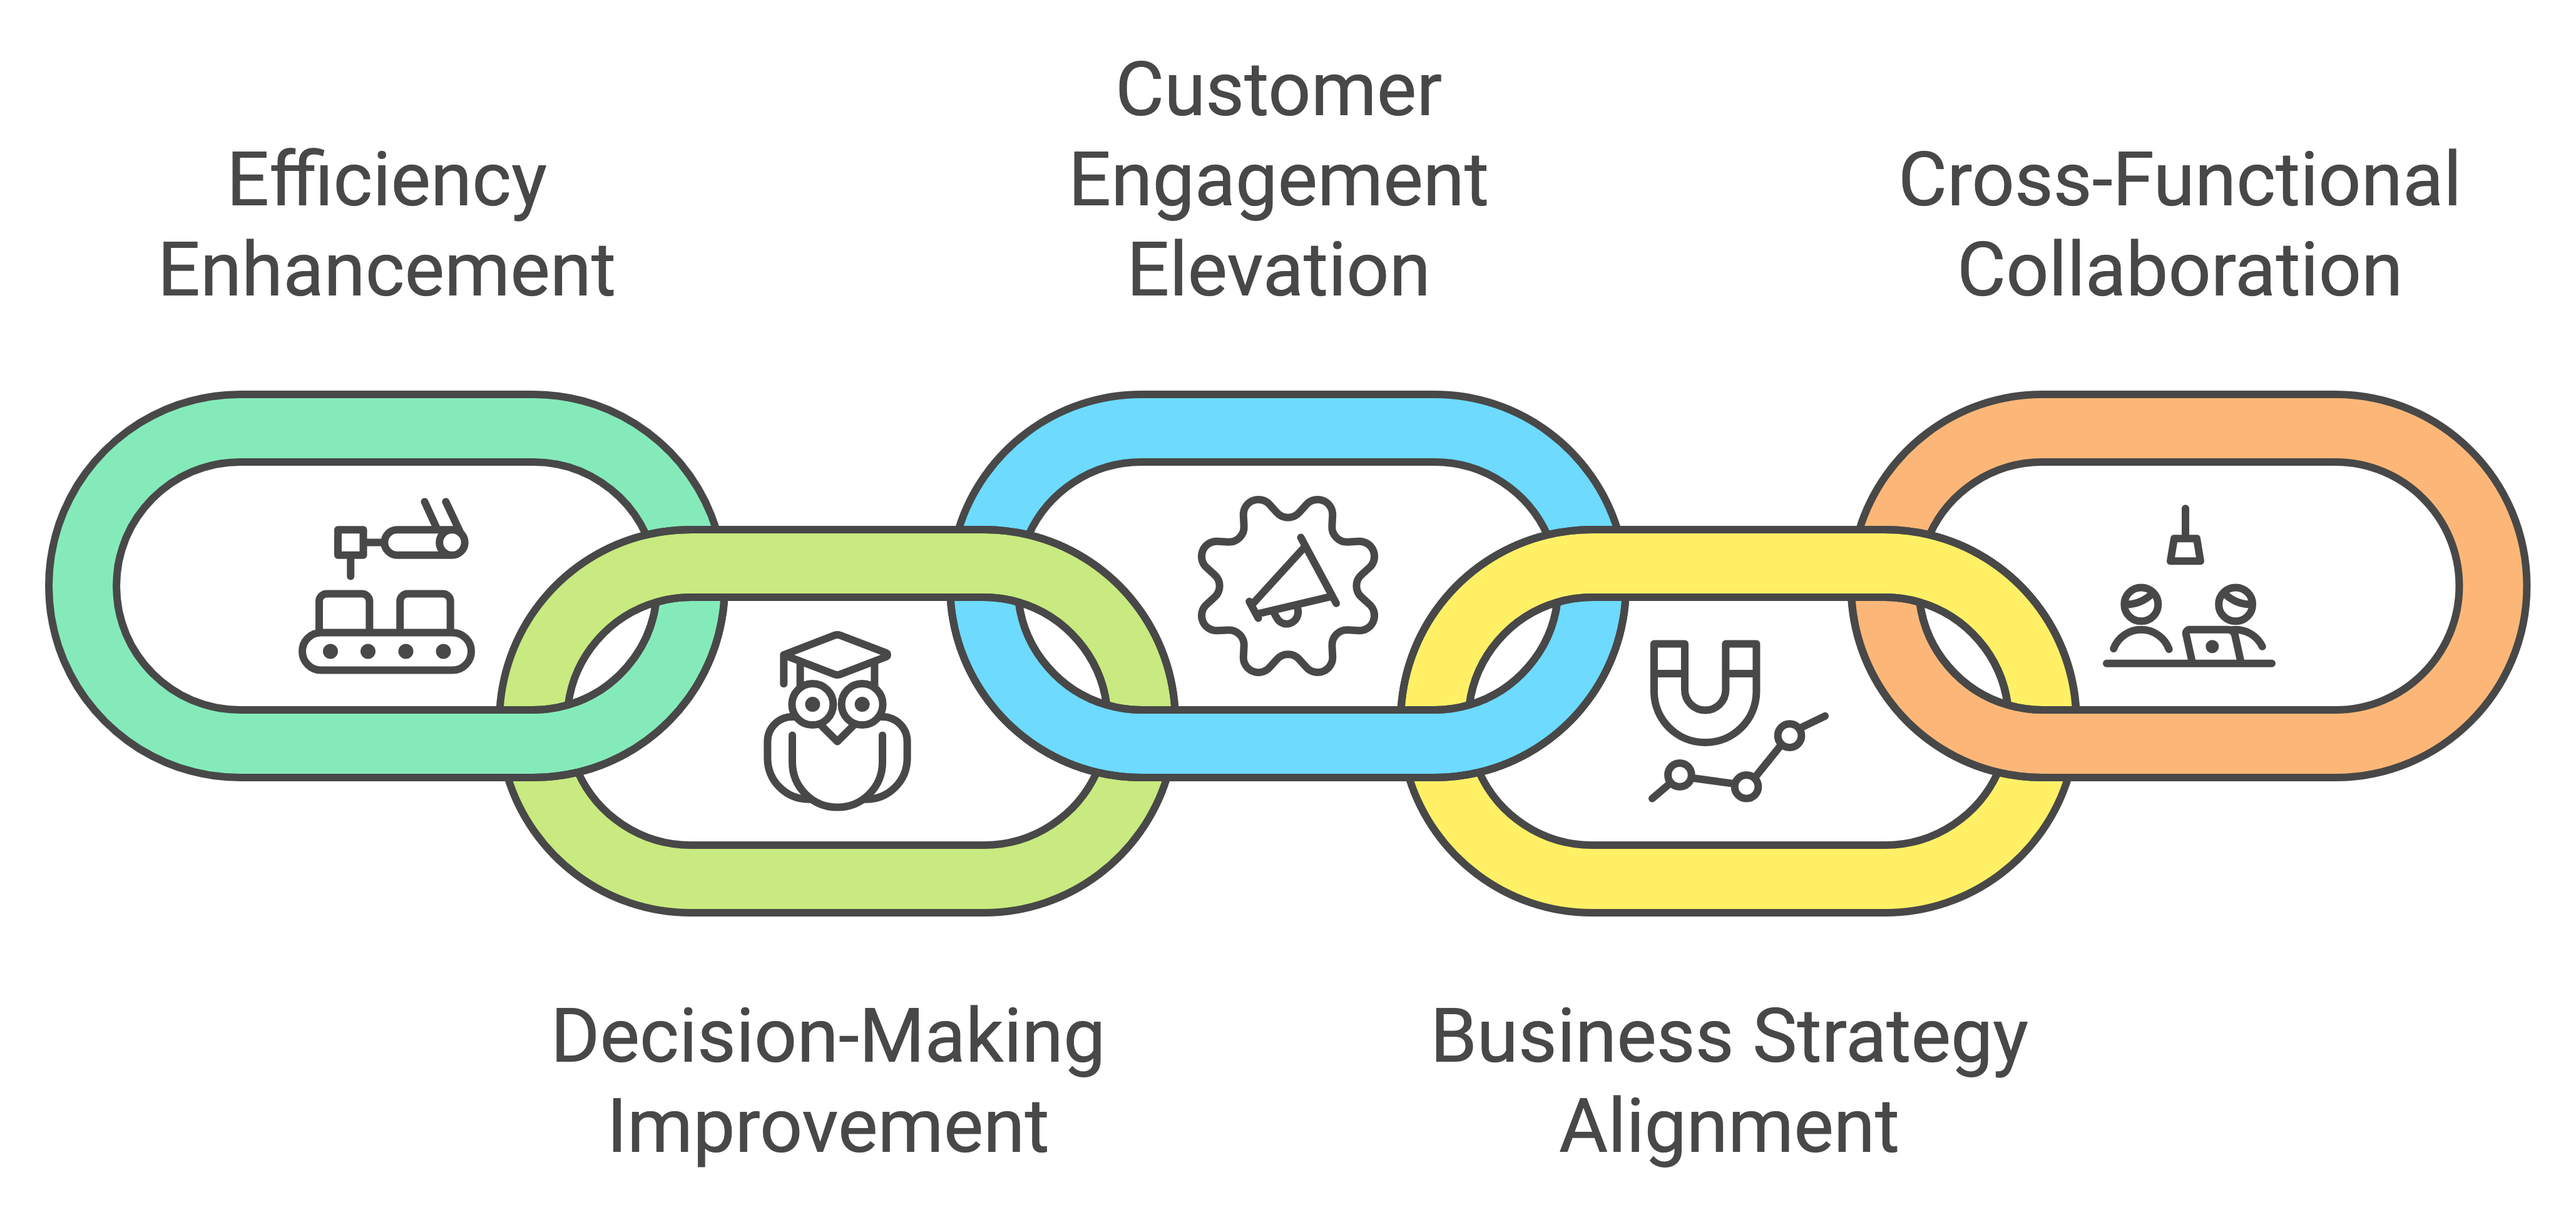 Efficiency
Enhancement
Customer
Engagement
Elevation
Cross-Functional
Collaboration
Decision-Making
Improvement
Business Strategy
Alignment